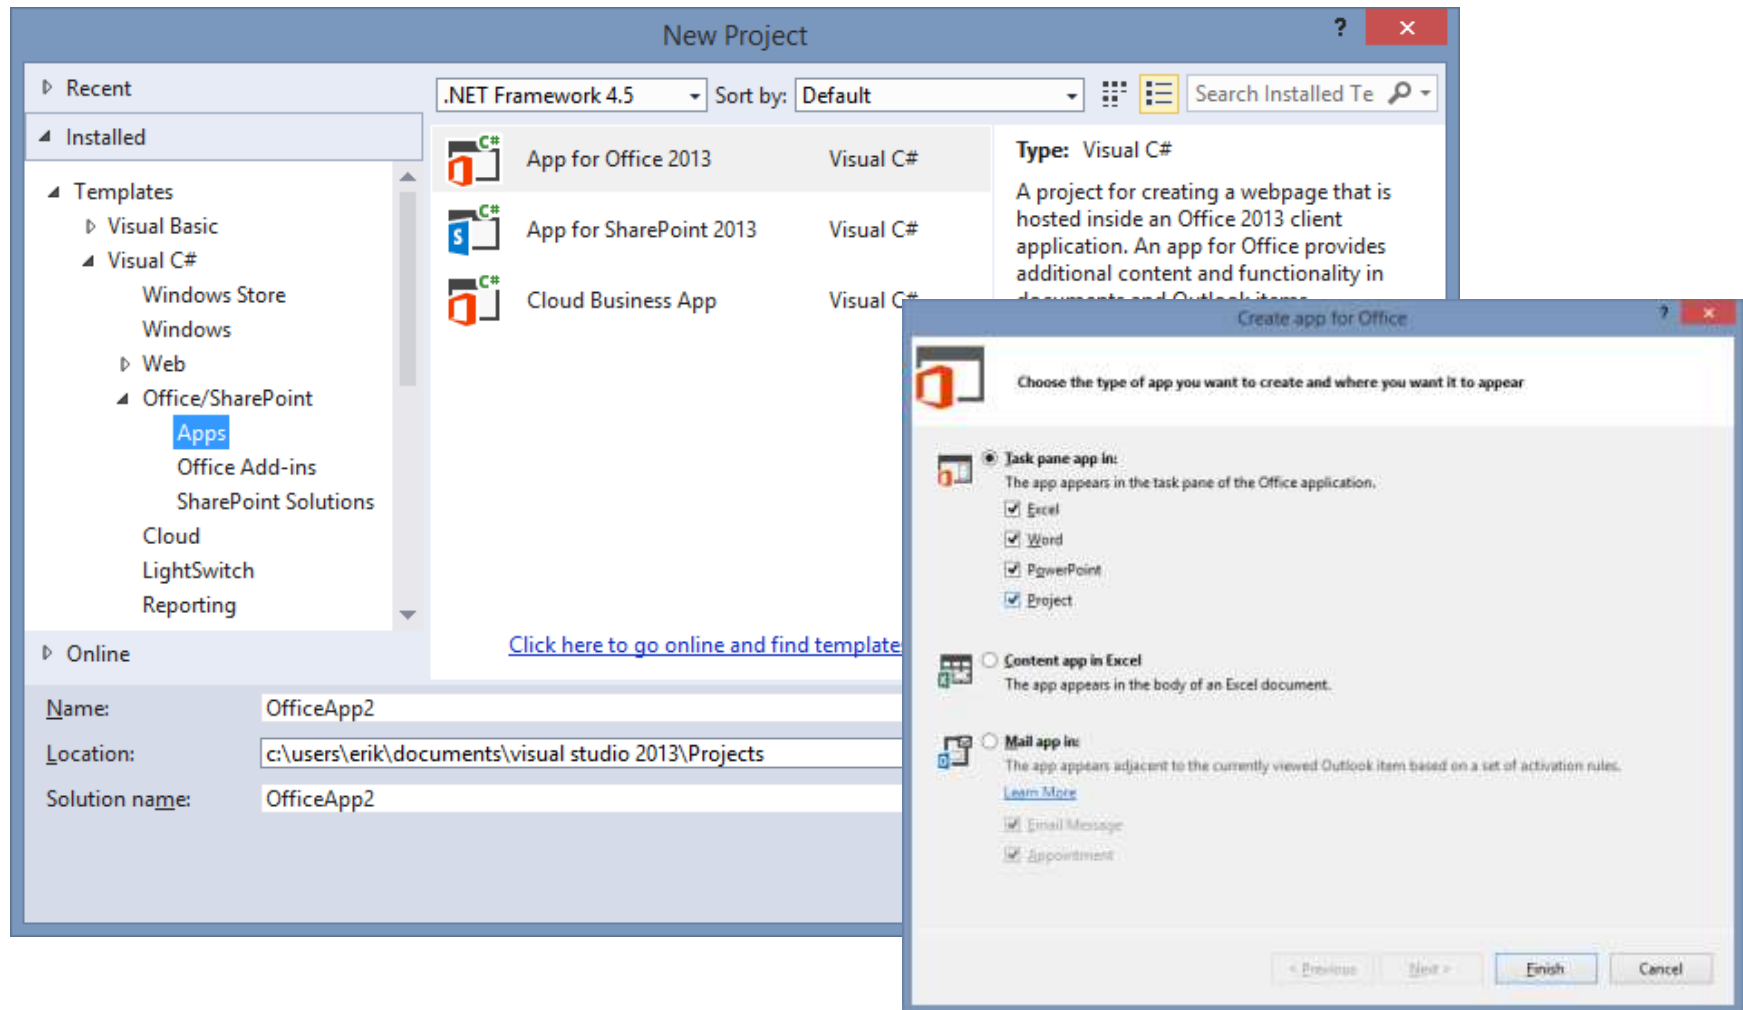 New Project
?
Recent
.NET Framework 4.5
Sort by:
Default
Search Installed Te
Installed
Templates
Visual Basic
Visual C#
Windows Store
Windows
Web
Office/SharePoint
Apps
Office Add-ins
SharePoint Solutions
Cloud
LightSwitch
Reporting
Online
C# App for Office 2013 Visual C#
C# S App for SharePoint 2013 Visual C#
C# Cloud Business App Visual C#
Click here to go online and find template
Type: Visual C#
A project for creating a webpage that is
hosted inside an Office 2013 client
application. An app for Office provides
additional content and functionality in
documents and Outlook items
Name: OfficeApp2
Location: c:\users\erik\documents\visual studio 2013\Projects
Solution name: OfficeApp2
Create app for Office
?
Choose the type of app you want to create and where you want it to appear
Task pane app in:
The app appears in the task pane of the Office application.
Excel
Word
PowerPoint
Project
Content app in Excel
The app appears in the body of an Excel document.
Mail app in:
The app appears adjacent to the currently viewed Outlook item based on a set of activation rules.
Learn More
Email Message
Appointment
< Previous
Next >
Finish
Cancel